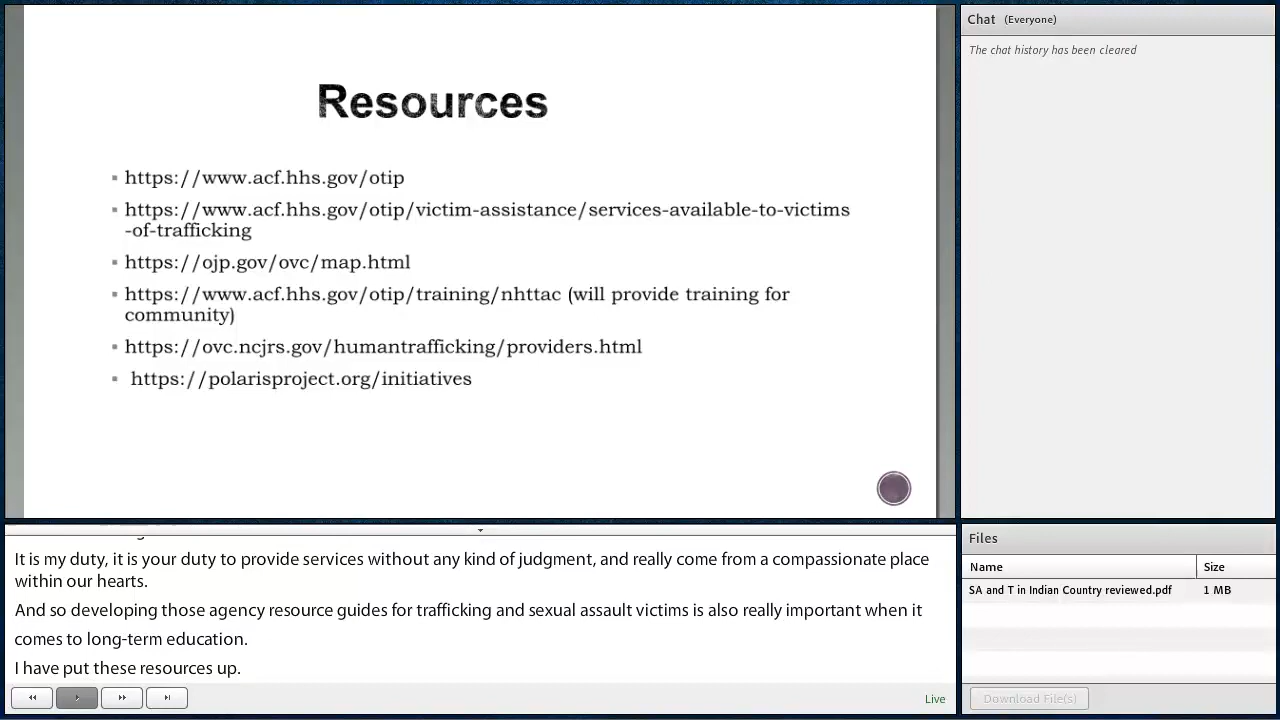 Resources
https://www.acf.hhs.gov/otip
https://www.acf.hhs.gov/otip/victim-assistance/services-available-to-victims
-of-trafficking
https://ojp.gov/ovc/map.html
https://www.acf.hhs.gov/otip/training/nhttac (will provide training for
community)
https://ovc.ncjrs.gov/humantrafficking/providers.html
https://polarisproject.org/initiatives
It is my duty, it is your duty to provide services without any kind of judgment, and really come from a compassionate place
within our hearts.
And so developing those agency resource guides for trafficking and sexual assault victims is also really important when it
comes to long-term education.
I have put these resources up.
Live
Chat (Everyone)
The chat history has been cleared
Files
Name Size
SA and T in Indian Country reviewed.pdf 1 MB
Download File(s)